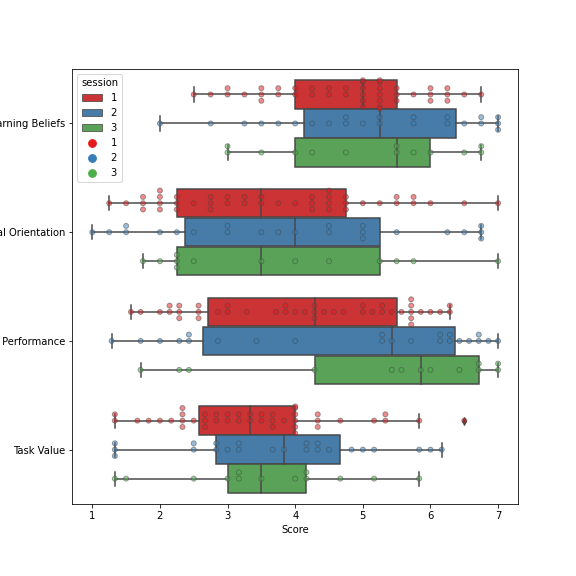 session
1
2
3
1
2
3
arning Beliefs
al Orientation
Performance
Task Value
1 2 3 4 5 6 7
Score